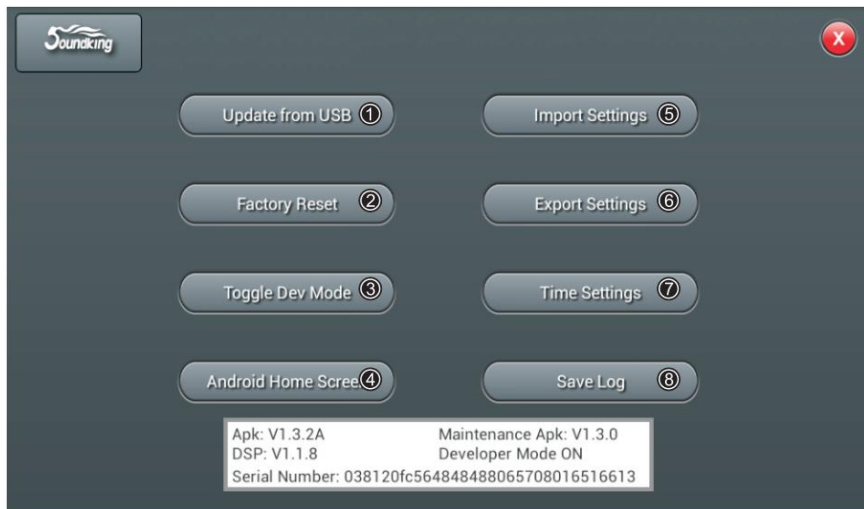 Soundking
X
Update from USB ①
Import Settings ⑤
Factory Reset ②
Export Settings ⑥
Toggle Dev Mode ③
Time Settings ⑦
Android Home Scree ④
Save Log ⑧
Apk: V1.3.2A Maintenance Apk: V1.3.0
DSP: V1.1.8 Developer Mode ON
Serial Number: 038120fc5648484880657080165166​13